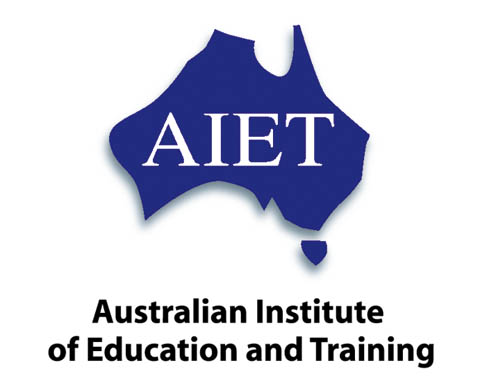 AIET
Australian Institute
of Education and Training